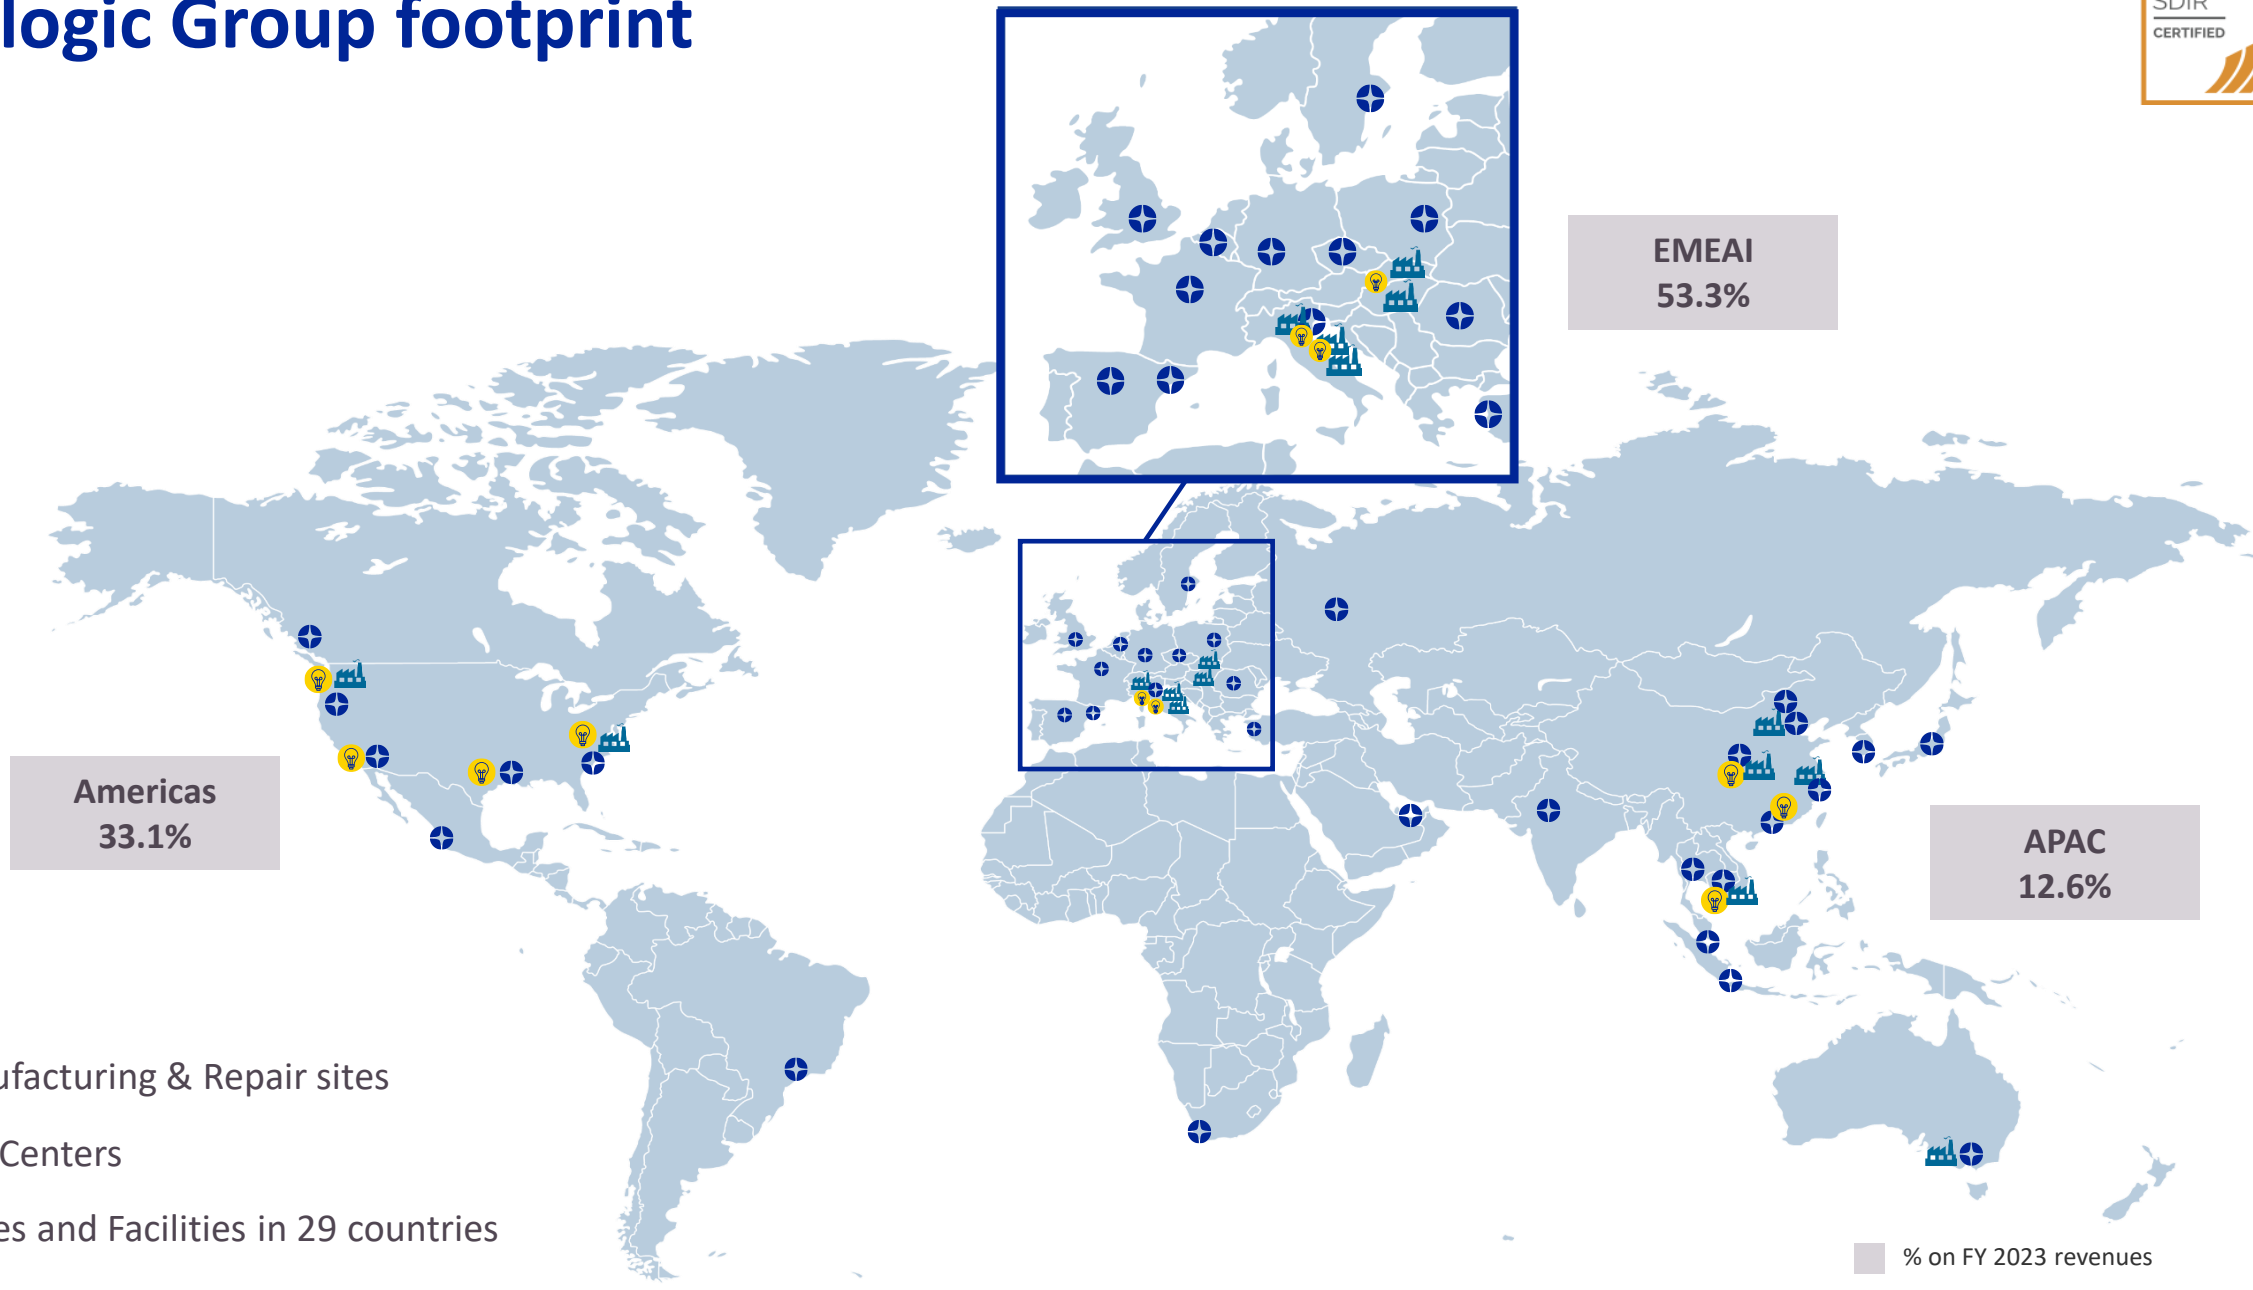 logic Group footprint
SDIR
CERTIFIED
EMEAI
53.3%
Americas
33.1%
APAC
12.6%
ufacturing & Repair sites
Centers
es and Facilities in 29 countries
% on FY 2023 revenues